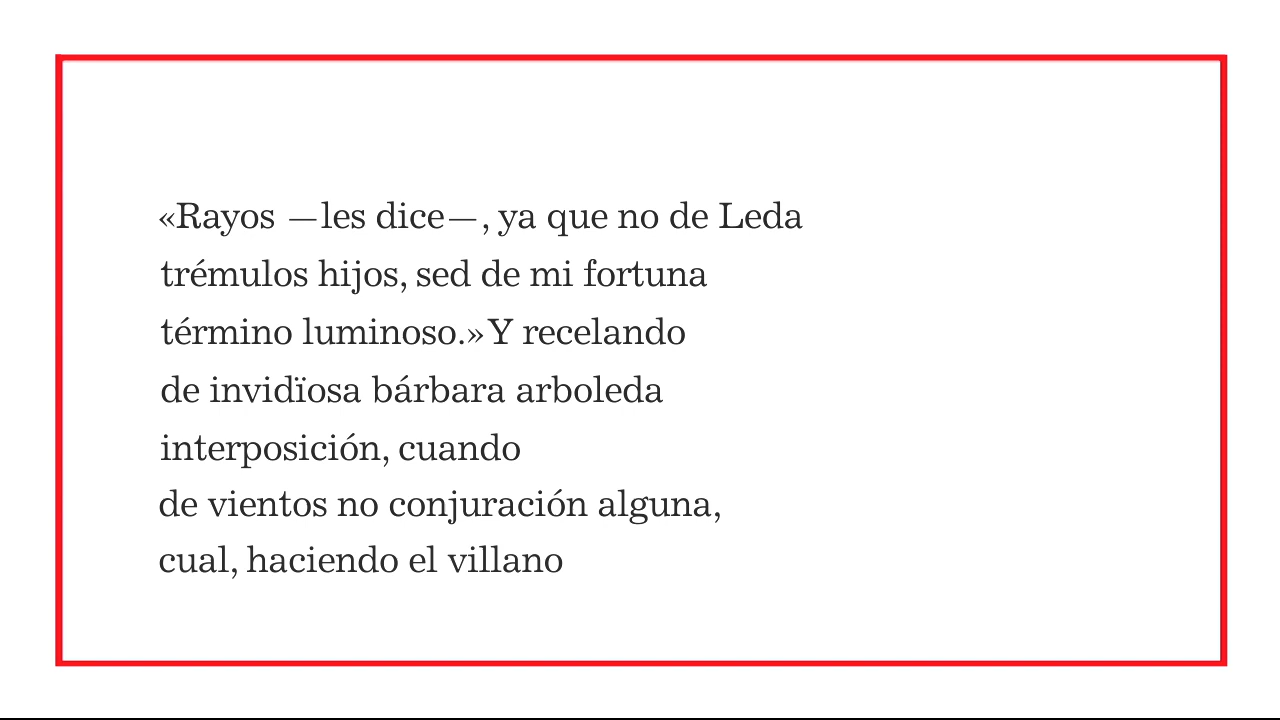 «Rayos —les dice—, ya que no de Leda
trémulos hijos, sed de mi fortuna
término luminoso.» Y recelando
de invidïosa bárbara arboleda
interposición, cuando
de vientos no conjuración alguna,
cual, haciendo el villano